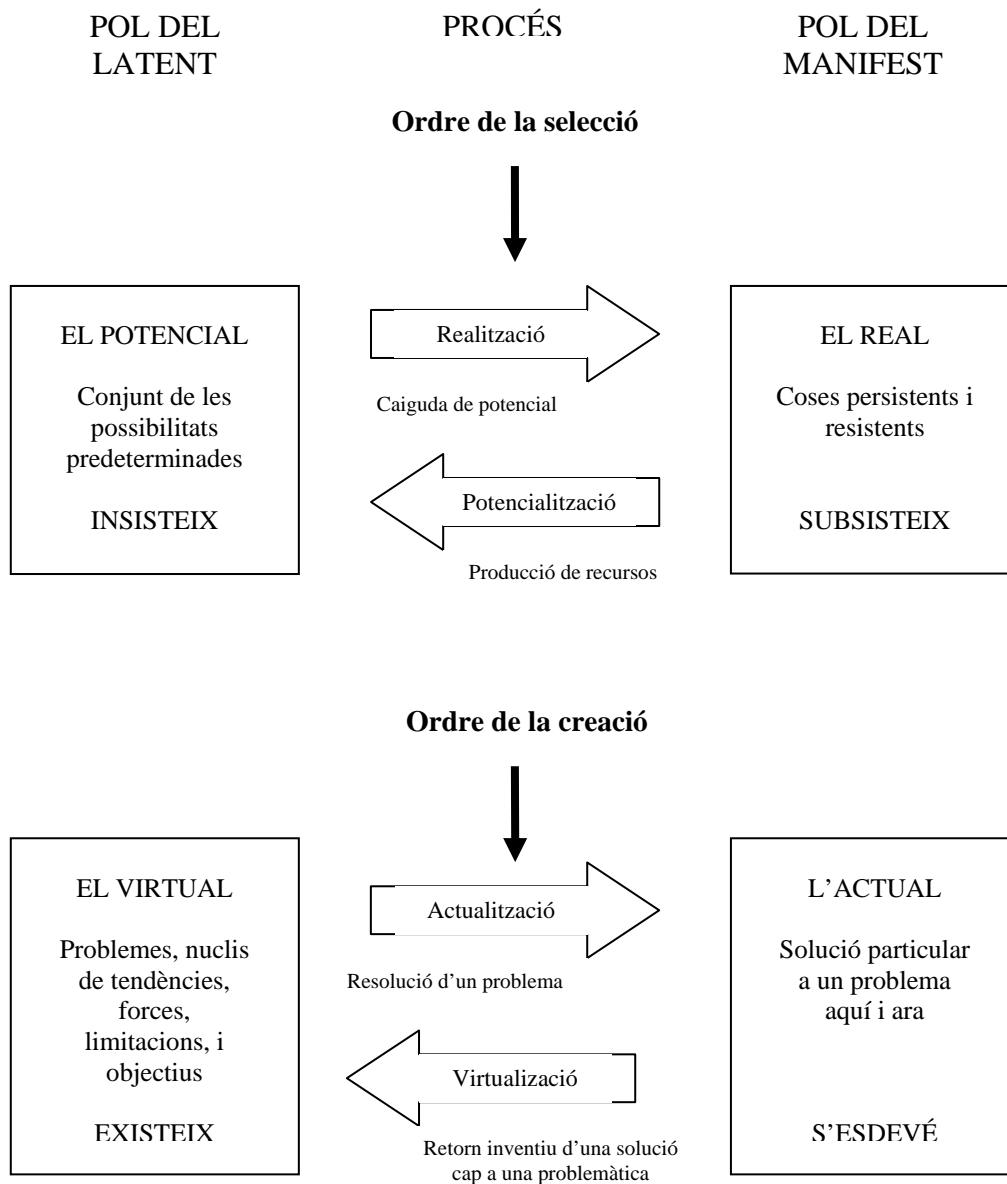 POL DEL
LATENT
PROCÉS
POL DEL
MANIFEST
Ordre de la selecció
EL POTENCIAL
Conjunt de les
possibilitats
predeterminades
INSISTEIX
Realització
Caiguda de potencial
Potencialització
Producció de recursos
EL REAL
Coses persistents i
resistents
SUBSISTEIX
Ordre de la creació
EL VIRTUAL
Problemes, nuclis
de tendències,
forces,
limitacions, i
objectius
EXISTEIX
Actualització
Resolució d’un problema
Virtualizació
Retorn inventiu d’una solució
cap a una problemàtica
L’ACTUAL
Solució particular
a un problema
aquí i ara
S’ESDEVÉ